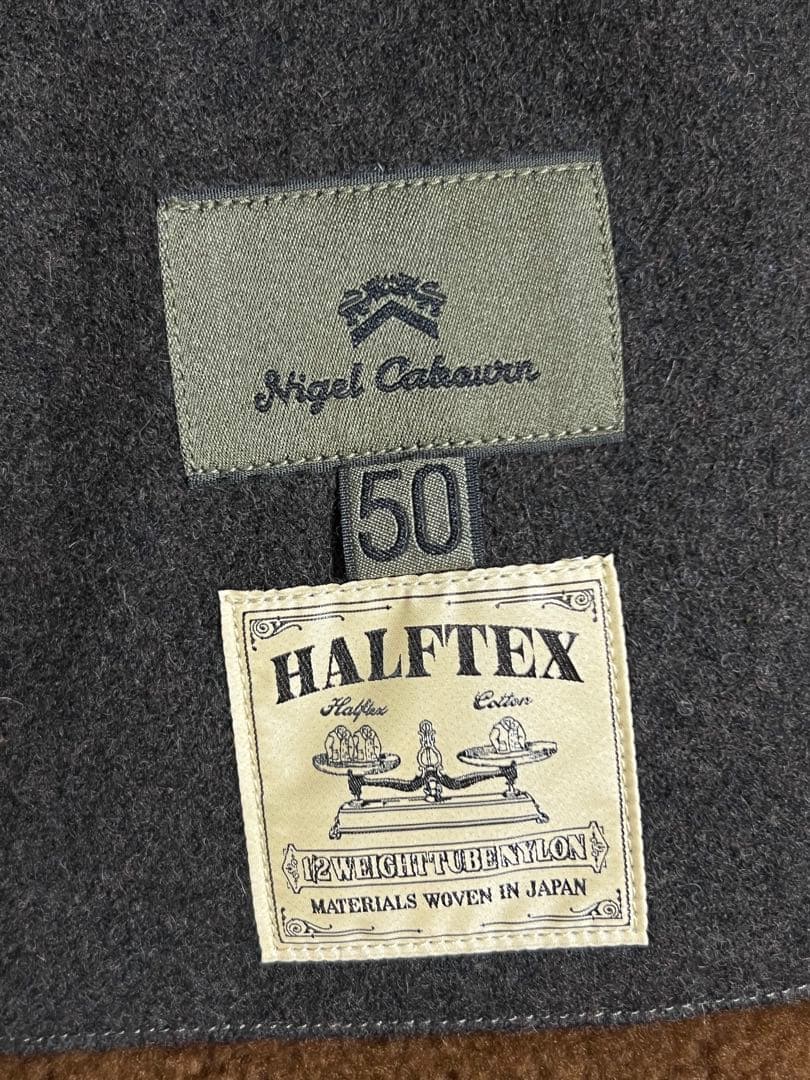 Nigel Cabourn
50
HALFTEX
Halftex Cotton
1/2 WEIGHT TUBE NYLON
MATERIALS WOVEN IN JAPAN